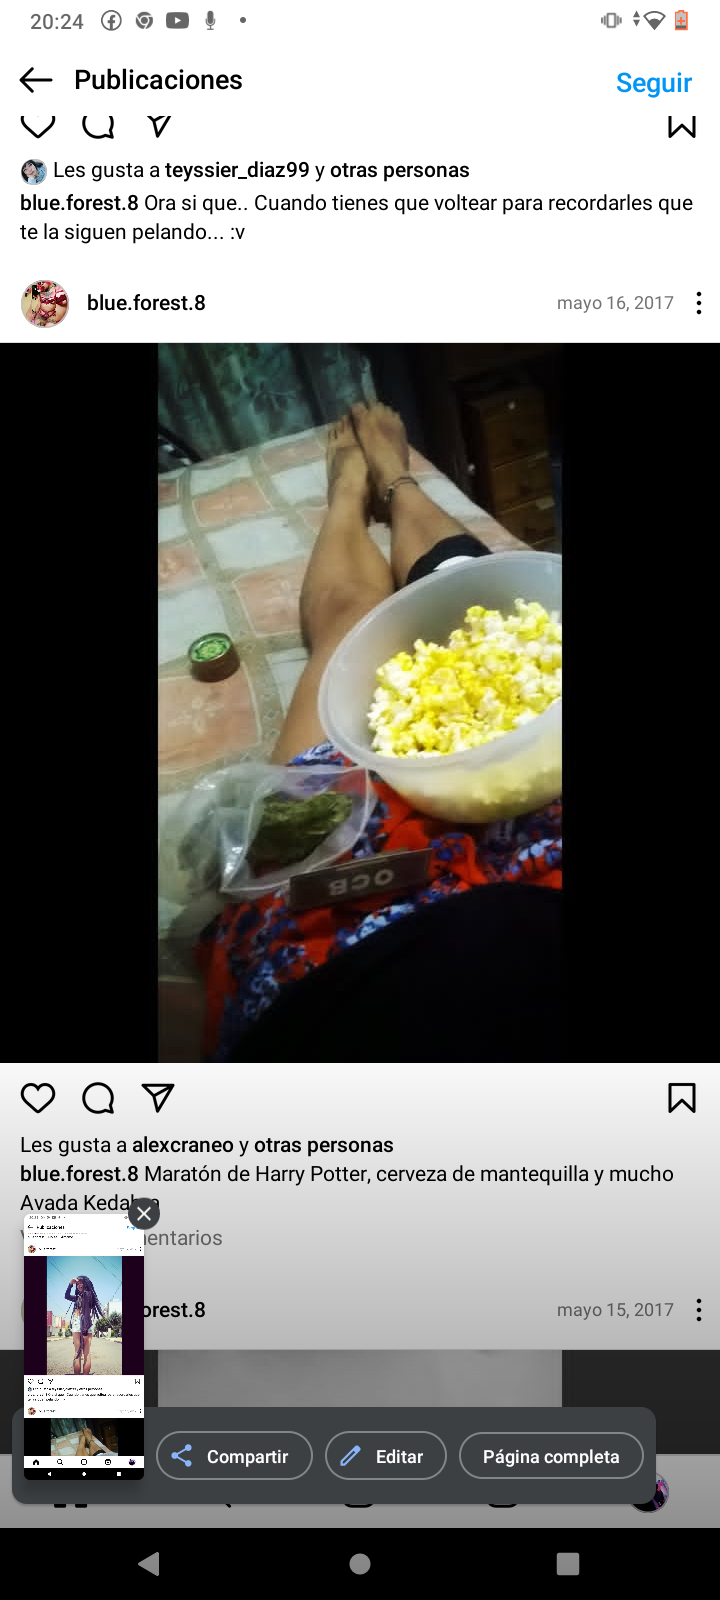 20:24
Publicaciones
Seguir
Les gusta a teyssier_diaz99 y otras personas
blue.forest.8 Ora si que.. Cuando tienes que voltear para recordarles que
te la siguen pelando... :v
blue.forest.8
mayo 16, 2017
OCB
Les gusta a alexcraneo y otras personas
blue.forest.8 Maratón de Harry Potter, cerveza de mantequilla y mucho
Avada Kedab
entarios
orest.8
mayo 15, 2017
Publicaciones
Compartir
Editar
Página completa